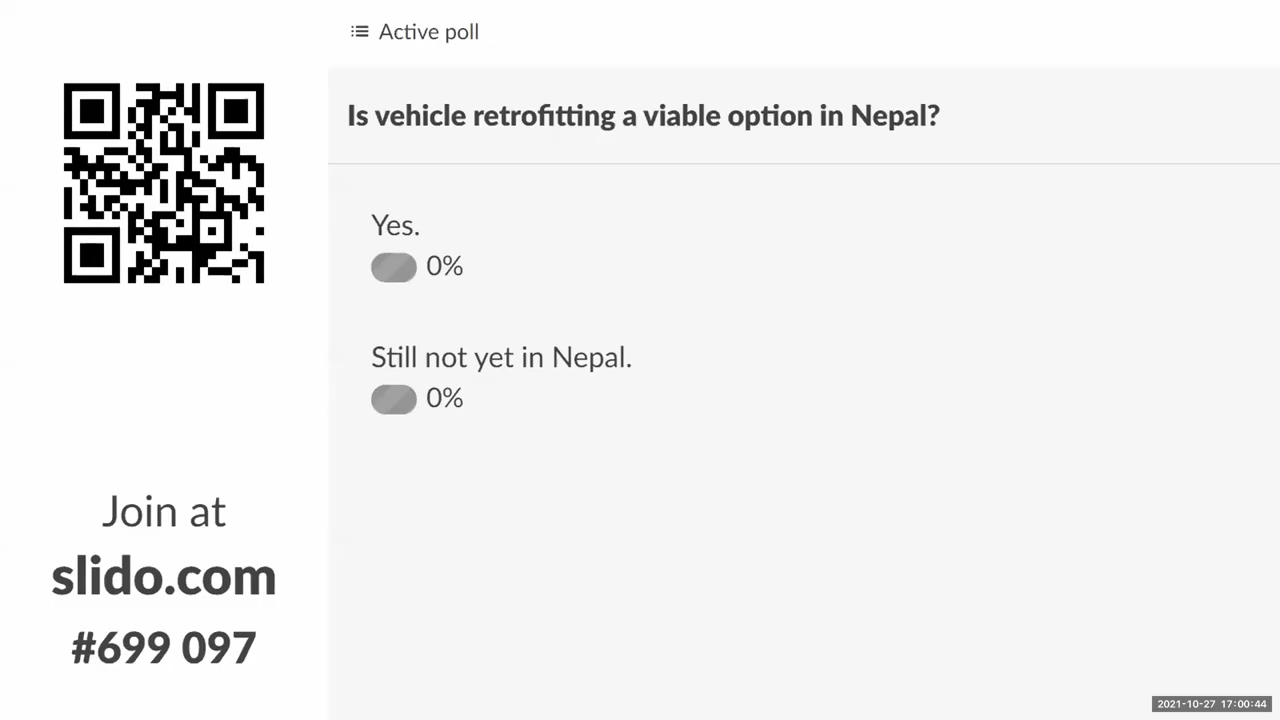 Active poll
Is vehicle retrofitting a viable option in Nepal?
Yes.
0%
Still not yet in Nepal.
0%
Join at
slido.com
#699 097
2021-10-27 17:00:44